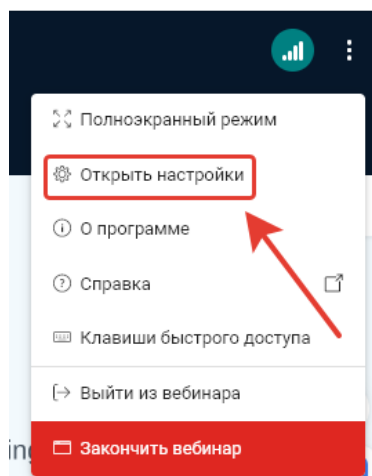 Полноэкранный режим
Открыть настройки
О программе
Справка
Клавиши быстрого доступа
Выйти из вебинара
Закончить вебинар